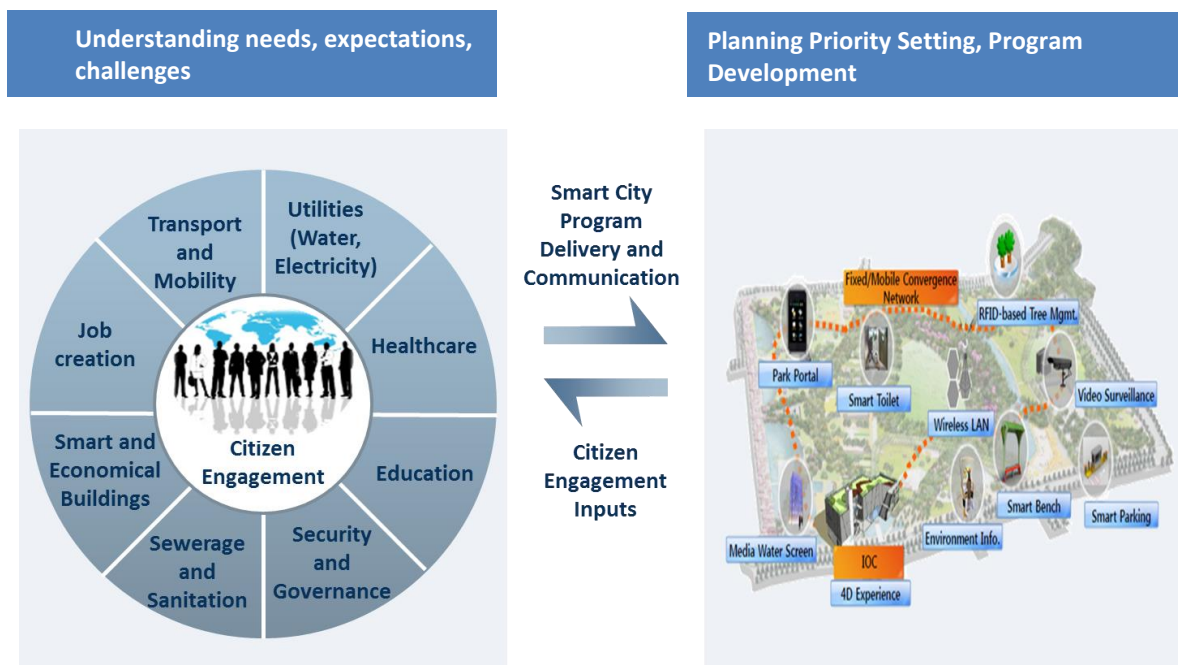 Understanding needs, expectations,
challenges
Planning Priority Setting, Program
Development
Transport
and
Mobility
Utilities
(Water,
Electricity)
Job
creation
Healthcare
Smart and
Economical
Buildings
Citizen
Engagement
Education
Sewerage
and
Sanitation
Security
and
Governance
Smart City
Program
Delivery and
Communication
Citizen
Engagement
Inputs
Fixed/Mobile Convergence
Network
RFID-based Tree Mgmt.
Park Portal
Smart Toilet
Video Surveillance
Wireless LAN
Smart Bench
Smart Parking
Media Water Screen
Environment Info.
IOC
4D Experience